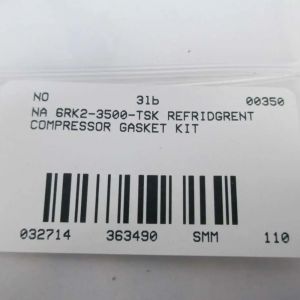 NO 31b 00350
NA 6RK2-3500-TSK REFRIDGRENT
COMPRESSOR GASKET KIT
032714 363490 SMM 110